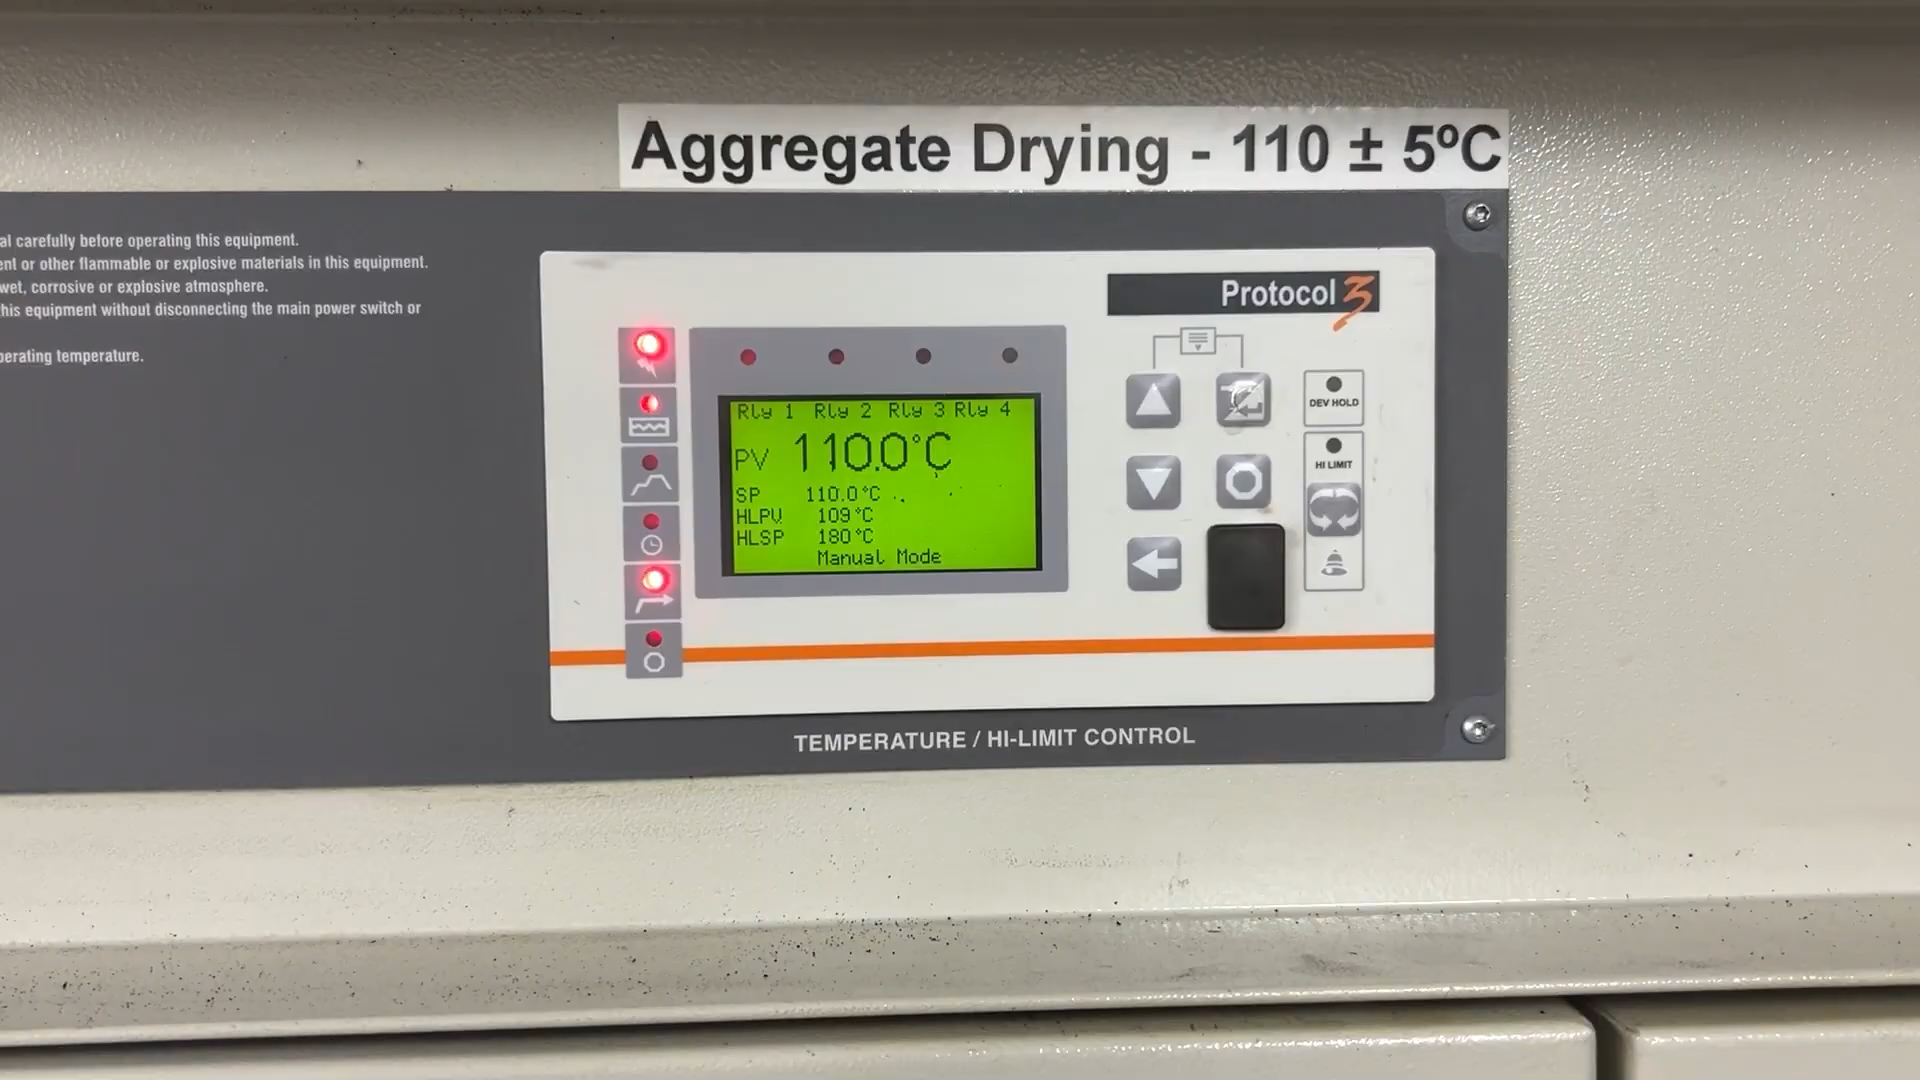 Aggregate Drying - 110 ± 5ºC
al carefully before operating this equipment.
ent or other flammable or explosive materials in this equipment.
wet, corrosive or explosive atmosphere.
his equipment without disconnecting the main power switch or
perating temperature.
Protocol 3
Rly 1 Rly 2 Rly 3 Rly 4
PV 110.0°C
SP 110.0°C
HLPV 109°C
HLSP 180°C
Manual Mode
DEV HOLD
HI LIMIT
TEMPERATURE / HI-LIMIT CONTROL